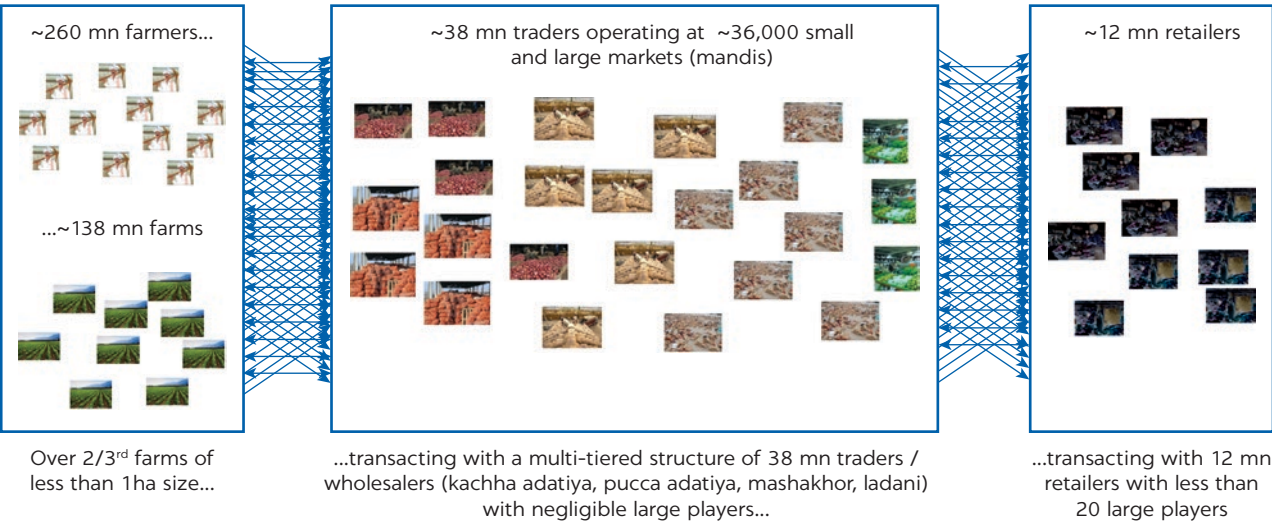 ~260 mn farmers...
~38 mn traders operating at ~36,000 small
and large markets (mandis)
~12 mn retailers
...~138 mn farms
Over 2/3rd farms of
less than 1ha size...
...transacting with a multi-tiered structure of 38 mn traders /
wholesalers (kachha adatiya, pucca adatiya, mashakhor, ladani)
with negligible large players...
...transacting with 12 mn
retailers with less than
20 large players